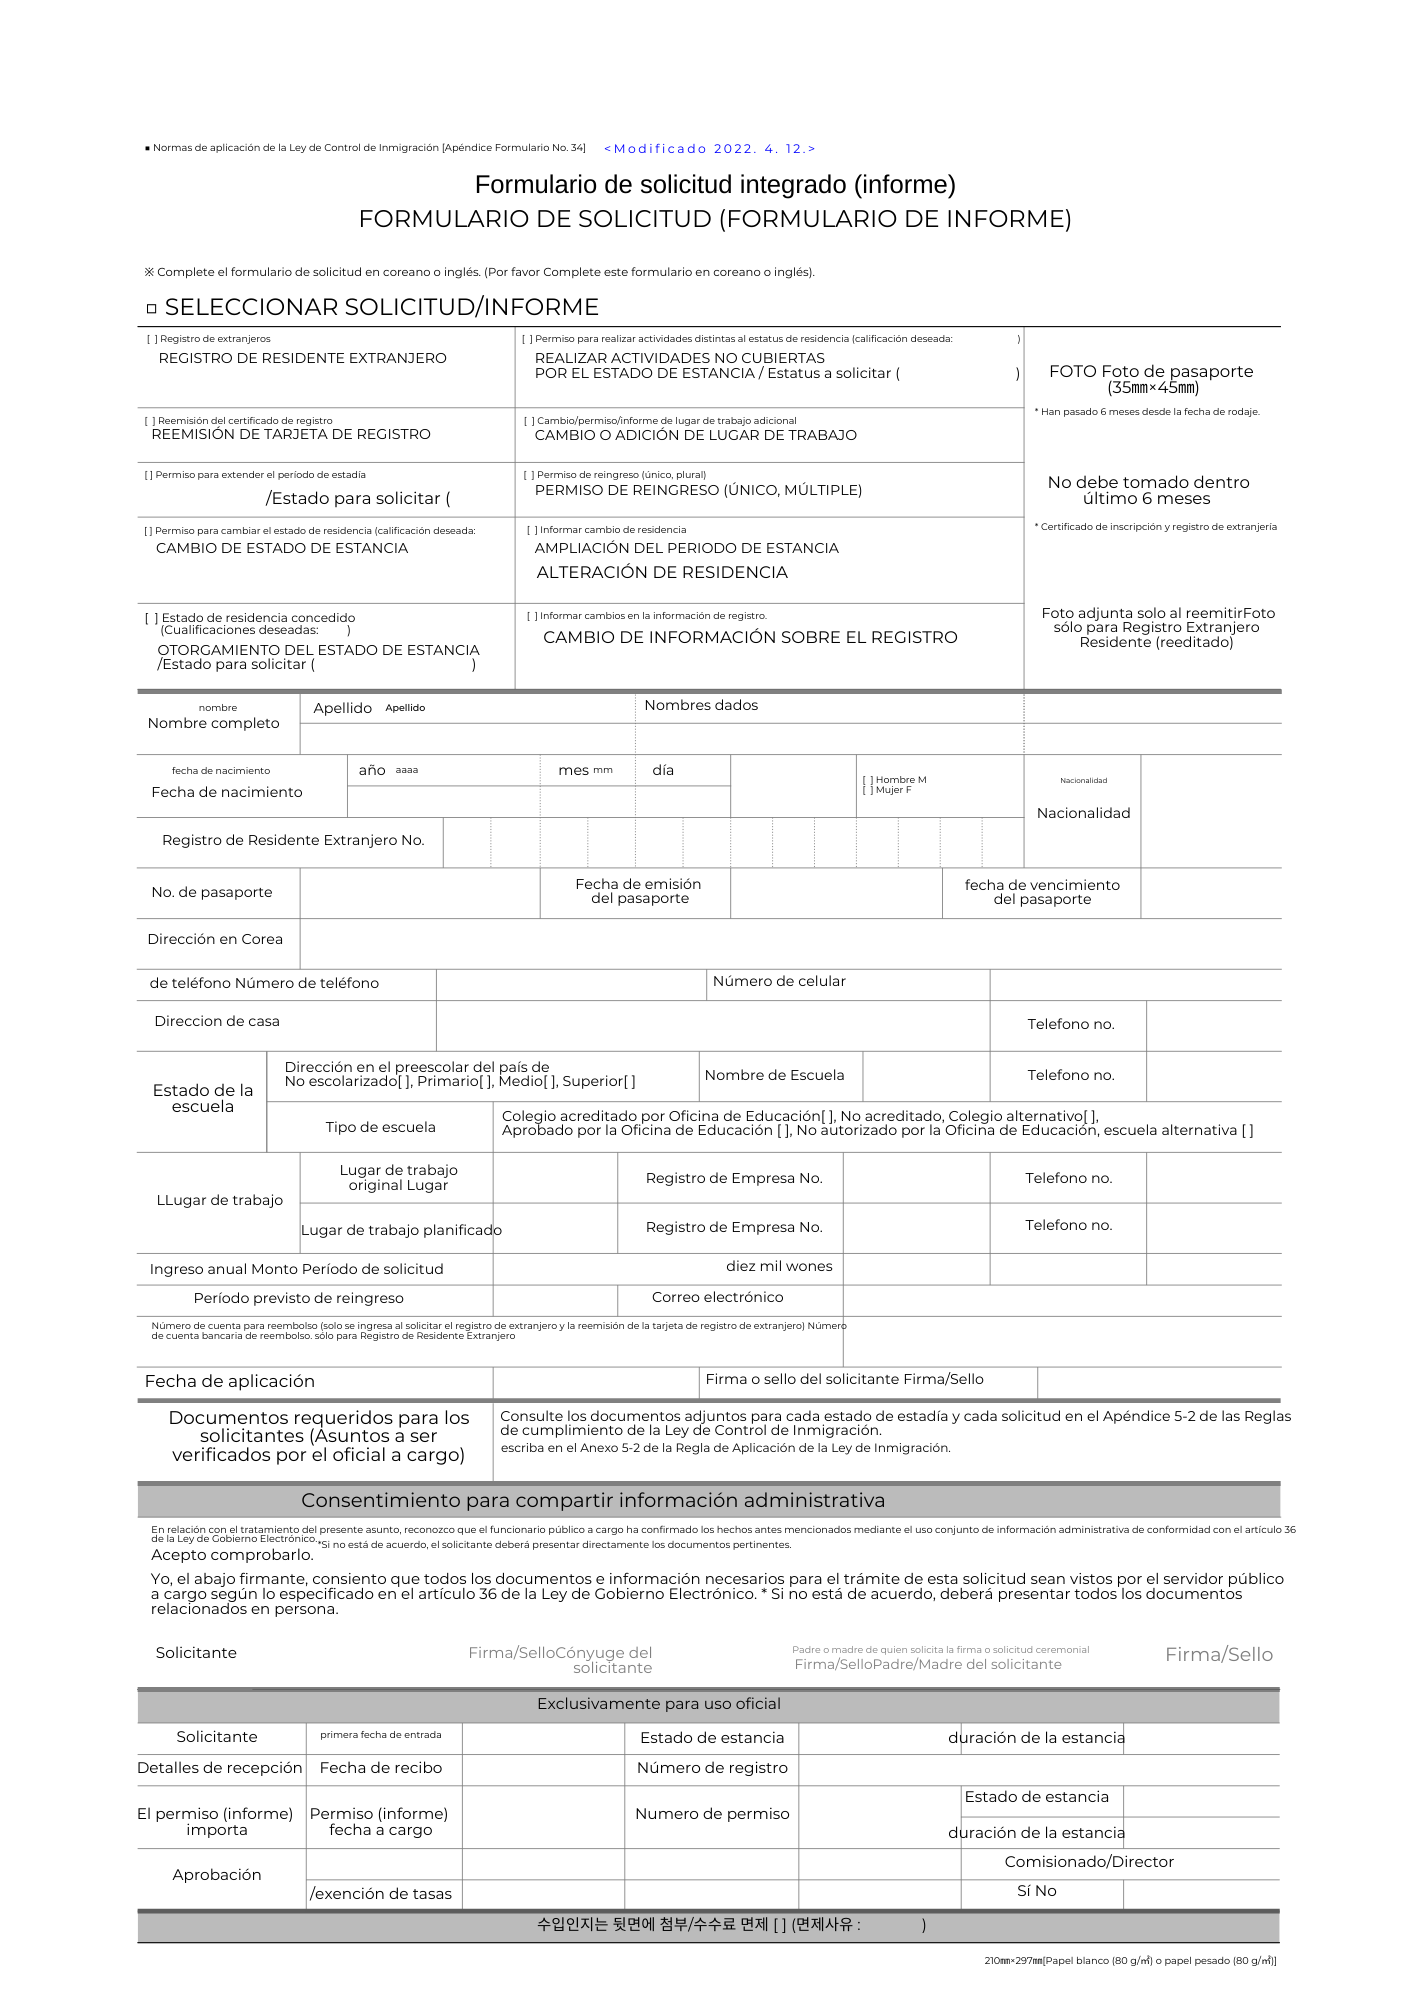 ▪ Normas de aplicación de la Ley de Control de Inmigración [Apéndice Formulario No. 34] <Modificado 2022. 4. 12.>
Formulario de solicitud integrado (informe)
FORMULARIO DE SOLICITUD (FORMULARIO DE INFORME)
※ Complete el formulario de solicitud en coreano o inglés. (Por favor Complete este formulario en coreano o inglés).
□ SELECCIONAR SOLICITUD/INFORME
[ ] Registro de extranjeros
REGISTRO DE RESIDENTE EXTRANJERO
[ ] Permiso para realizar actividades distintas al estatus de residencia (calificación deseada: )
REALIZAR ACTIVIDADES NO CUBIERTAS
POR EL ESTADO DE ESTANCIA / Estatus a solicitar ( )
FOTO Foto de pasaporte
(35㎜×45㎜)
* Han pasado 6 meses desde la fecha de rodaje.
[ ] Reemisión del certificado de registro
REEMISIÓN DE TARJETA DE REGISTRO
[ ] Cambio/permiso/informe de lugar de trabajo adicional
CAMBIO O ADICIÓN DE LUGAR DE TRABAJO
[ ] Permiso para extender el período de estadía
/Estado para solicitar (
[ ] Permiso de reingreso (único, plural)
PERMISO DE REINGRESO (ÚNICO, MÚLTIPLE)
No debe tomado dentro
último 6 meses
* Certificado de inscripción y registro de extranjería
[ ] Permiso para cambiar el estado de residencia (calificación deseada:
CAMBIO DE ESTADO DE ESTANCIA
[ ] Informar cambio de residencia
AMPLIACIÓN DEL PERIODO DE ESTANCIA
ALTERACIÓN DE RESIDENCIA
[ ] Estado de residencia concedido
(Cualificaciones deseadas: )
OTORGAMIENTO DEL ESTADO DE ESTANCIA
/Estado para solicitar ( )
[ ] Informar cambios en la información de registro.
CAMBIO DE INFORMACIÓN SOBRE EL REGISTRO
Foto adjunta solo al reemitirFoto
sólo para Registro Extranjero
Residente (reeditado)
nombre
Nombre completo
Apellido Apellido
Nombres dados
fecha de nacimiento
Fecha de nacimiento
año aaaa
mes mm
día
[ ] Hombre M
[ ] Mujer F
Nacionalidad
Nacionalidad
Registro de Residente Extranjero No.
No. de pasaporte
Fecha de emisión
del pasaporte
fecha de vencimiento
del pasaporte
Dirección en Corea
de teléfono Número de teléfono
Número de celular
Direccion de casa
Telefono no.
Estado de la
escuela
Dirección en el preescolar del país de
No escolarizado[ ], Primario[ ], Medio[ ], Superior[ ]
Nombre de Escuela
Telefono no.
Tipo de escuela
Colegio acreditado por Oficina de Educación[ ], No acreditado, Colegio alternativo[ ],
Aprobado por la Oficina de Educación [ ], No autorizado por la Oficina de Educación, escuela alternativa [ ]
LLugar de trabajo
Lugar de trabajo
original Lugar
Registro de Empresa No.
Telefono no.
Lugar de trabajo planificado
Registro de Empresa No.
Telefono no.
Ingreso anual Monto Período de solicitud
diez mil wones
Período previsto de reingreso
Correo electrónico
Número de cuenta para reembolso (solo se ingresa al solicitar el registro de extranjero y la reemisión de la tarjeta de registro de extranjero) Número
de cuenta bancaria de reembolso. sólo para Registro de Residente Extranjero
Fecha de aplicación
Firma o sello del solicitante Firma/Sello
Documentos requeridos para los
solicitantes (Asuntos a ser
verificados por el oficial a cargo)
Consulte los documentos adjuntos para cada estado de estadía y cada solicitud en el Apéndice 5-2 de las Reglas
de cumplimiento de la Ley de Control de Inmigración.
escriba en el Anexo 5-2 de la Regla de Aplicación de la Ley de Inmigración.
Consentimiento para compartir información administrativa
En relación con el tratamiento del presente asunto, reconozco que el funcionario público a cargo ha confirmado los hechos antes mencionados mediante el uso conjunto de información administrativa de conformidad con el artículo 36
de la Ley de Gobierno Electrónico.
*Si no está de acuerdo, el solicitante deberá presentar directamente los documentos pertinentes.
Acepto comprobarlo.
Yo, el abajo firmante, consiento que todos los documentos e información necesarios para el trámite de esta solicitud sean vistos por el servidor público
a cargo según lo especificado en el artículo 36 de la Ley de Gobierno Electrónico. * Si no está de acuerdo, deberá presentar todos los documentos
relacionados en persona.
Solicitante
Firma/SelloCónyuge del
solicitante
Padre o madre de quien solicita la firma o solicitud ceremonial
Firma/SelloPadre/Madre del solicitante
Firma/Sello
Exclusivamente para uso oficial
Solicitante
primera fecha de entrada
Estado de estancia
duración de la estancia
Detalles de recepción
Fecha de recibo
Número de registro
El permiso (informe)
importa
Permiso (informe)
fecha a cargo
Numero de permiso
Estado de estancia
duración de la estancia
Aprobación
Comisionado/Director
/exención de tasas
Sí No
수입인지는 뒷면에 첨부/수수료 면제 [ ] (면제사유 : )
210㎜×297㎜[Papel blanco (80 g/㎡) o papel pesado (80 g/㎡)]